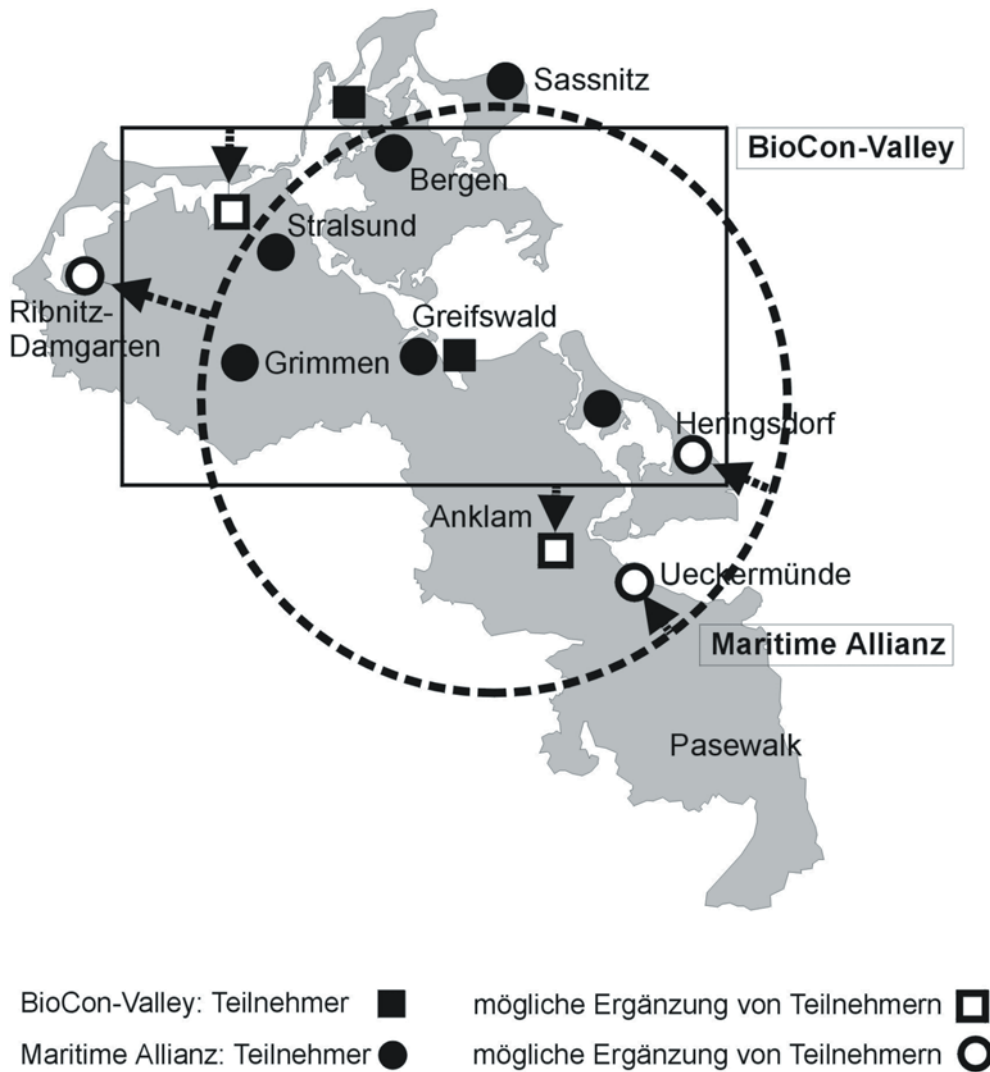 Sassnitz
BioCon-Valley
Bergen
Stralsund
Ribnitz-
Damgarten
Greifswald
Grimmen
Heringsdorf
Anklam
Ueckermünde
Maritime Allianz
Pasewalk
BioCon-Valley: Teilnehmer
mögliche Ergänzung von Teilnehmern
Maritime Allianz: Teilnehmer
mögliche Ergänzung von Teilnehmern